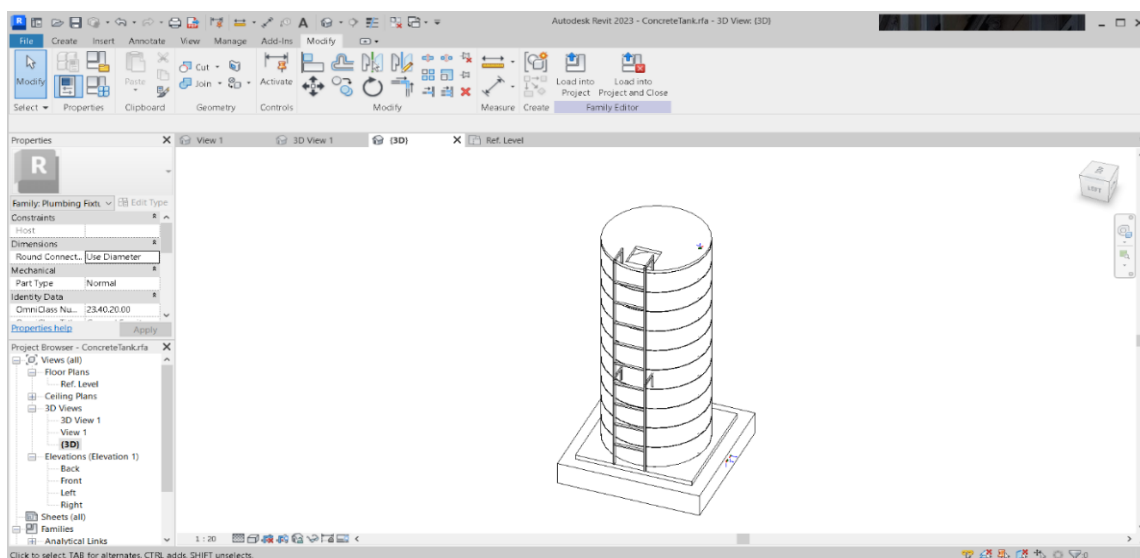 Autodesk Revit 2023 - ConcreteTank.rfa - 3D View: {3D}
File Create Insert Annotate View Manage Add-Ins Modify
Modify Paste Cut Join Activate Load into Project Load into Project and Close
Select Properties Clipboard Geometry Controls Modify Measure Create Family Editor
Properties View 1 3D View 1 {3D} Ref. Level
R
Family: Plumbing Fixtu Edit Type
Constraints
Host
Dimensions
Round Connect... Use Diameter
Mechanical
Part Type Normal
Identity Data
OmniClass Nu... 23.40.20.00
Properties help Apply
Project Browser - ConcreteTank.rfa
Views (all)
Floor Plans
Ref. Level
Ceiling Plans
3D Views
3D View 1
View 1
{3D}
Elevations (Elevation 1)
Back
Front
Left
Right
Sheets (all)
Families
Analytical Links
LEFT
1 : 20
Click to select, TAB for alternates, CTRL adds, SHIFT unselects. :0